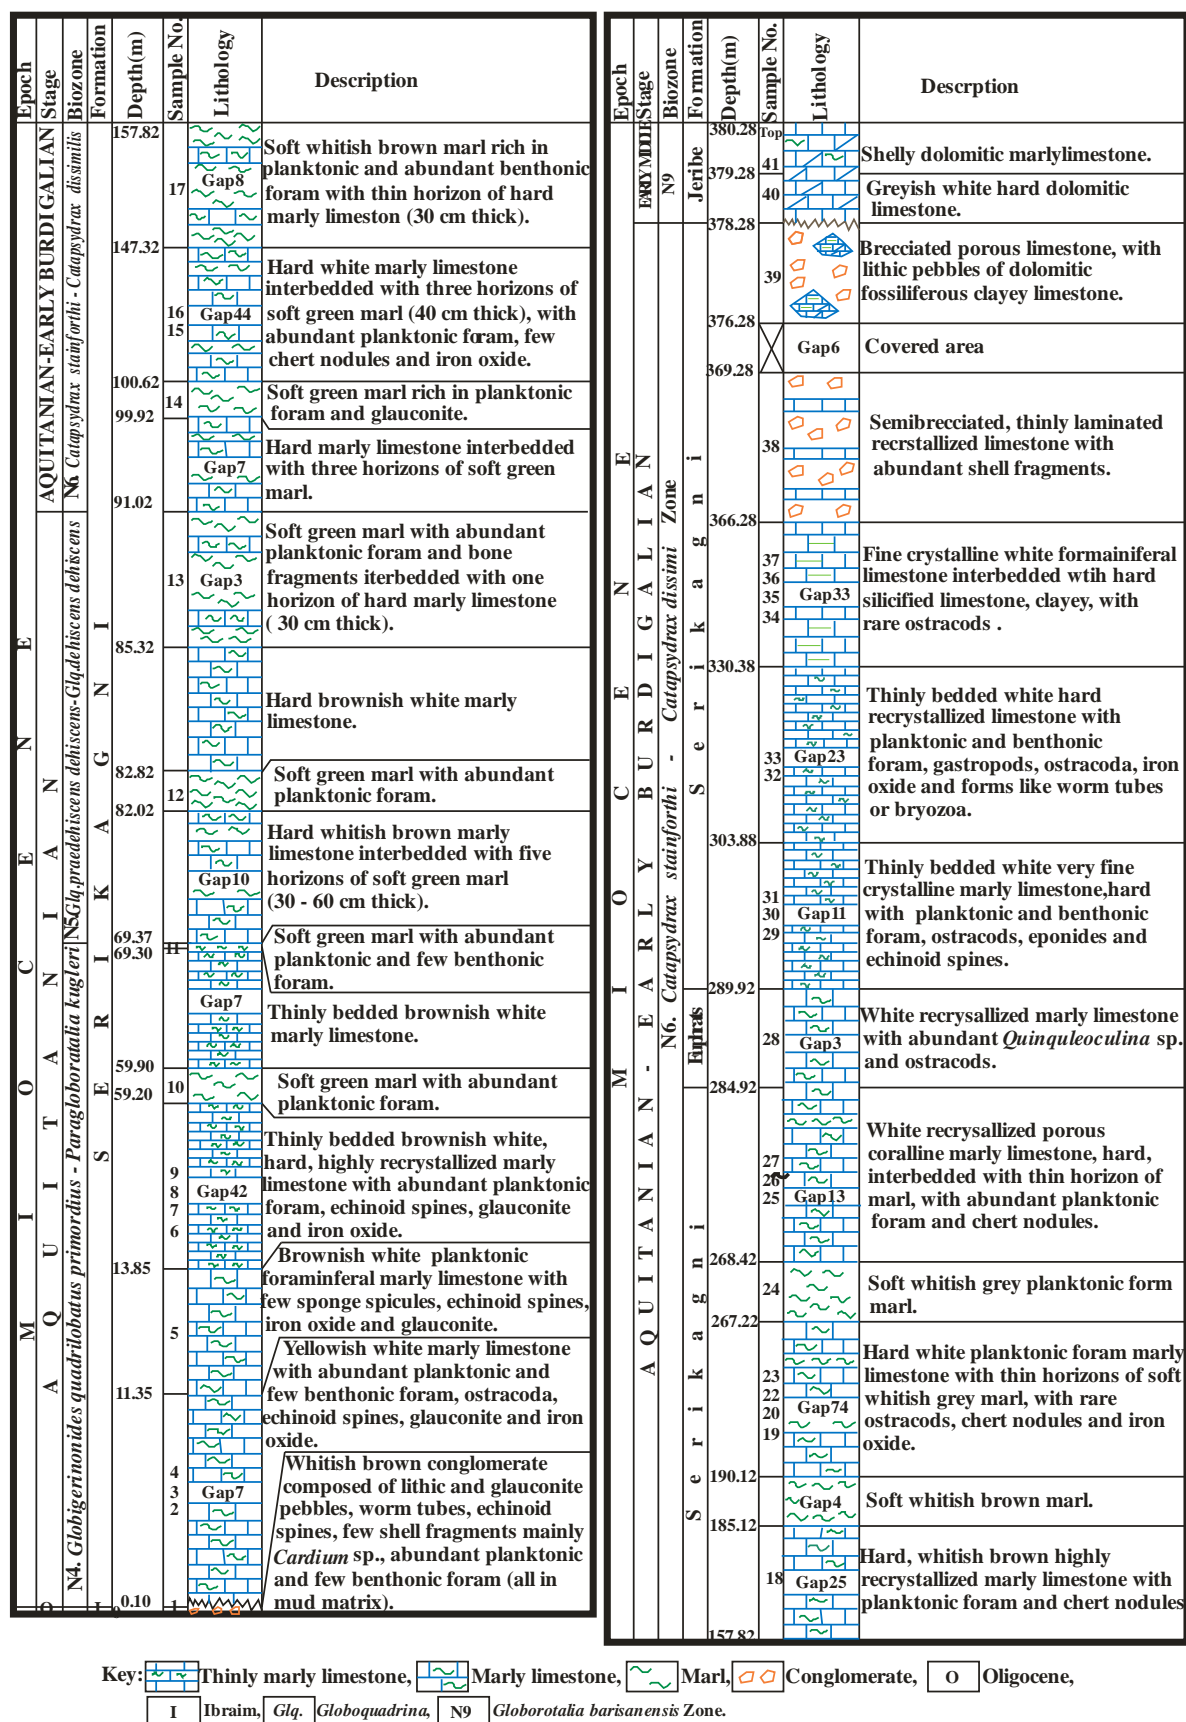 Epoch
Stage
Biozone
Formation
Depth(m)
Sample No.
Lithology
Description
MIOCENE
AQUITANIAN-EARLY BURDIGALIAN
AQUITANIAN
N6. Catapsydrax stainforthi - Catapsydrax dissimilis
N5. Glq.praedehiscens dehiscens-Glq.dehiscens dehiscens
N4. Globigerinonides quadrilobatus primordius - Paragloboratalia kugleri
SERIKAGNI
157.82
17
Gap8
Soft whitish brown marl rich in
planktonic and abundant benthonic
foram with thin horizon of hard
marly limeston (30 cm thick).
147.32
16
15
Gap44
Hard white marly limestone
interbedded with three horizons of
soft green marl (40 cm thick), with
abundant planktonic foram, few
chert nodules and iron oxide.
100.62
14
Soft green marl rich in planktonic
foram and glauconite.
99.92
Gap7
Hard marly limestone interbedded
with three horizons of soft green
marl.
91.02
13
Gap3
Soft green marl with abundant
planktonic foram and bone
fragments iterbedded with one
horizon of hard marly limestone
( 30 cm thick).
85.32
Hard brownish white marly
limestone.
82.82
12
Soft green marl with abundant
planktonic foram.
82.02
Gap10
Hard whitish brown marly
limestone interbedded with five
horizons of soft green marl
(30 - 60 cm thick).
69.37
11
Soft green marl with abundant
planktonic and few benthonic
foram.
69.30
Gap7
Thinly bedded brownish white
marly limestone.
59.90
10
Soft green marl with abundant
planktonic foram.
59.20
9
8
7
6
Gap42
Thinly bedded brownish white,
hard, highly recrystallized marly
limestone with abundant planktonic
foram, echinoid spines, glauconite
and iron oxide.
13.85
5
Brownish white planktonic
foraminferal marly limestone with
few sponge spicules, echinoid spines,
iron oxide and glauconite.
11.35
4
3
2
Gap7
Yellowish white marly limestone
with abundant planktonic and
few benthonic foram, ostracoda,
echinoid spines, glauconite and iron
oxide.
0.10
O
I
0
1
Whitish brown conglomerate
composed of lithic and glauconite
pebbles, worm tubes, echinoid
spines, few shell fragments mainly
Cardium sp., abundant planktonic
and few benthonic foram (all in
mud matrix).
Epoch
Stage
Biozone
Formation
Depth(m)
Sample No.
Lithology
Descrption
MIOCENE
AQUITANIAN - EARLY BURDIGALIAN
N9
N6. Catapsydrax stainforthi - Catapsydrax dissimi Zone
Jeribe
Serikagni
Serikagni
380.28
Top
41
Shelly dolomitic marlylimestone.
379.28
40
Greyish white hard dolomitic
limestone.
378.28
39
Brecciated porous limestone, with
lithic pebbles of dolomitic
fossiliferous clayey limestone.
376.28
Gap6
Covered area
369.28
38
Semibrecciated, thinly laminated
recrstallized limestone with
abundant shell fragments.
366.28
37
36
35
34
Gap33
Fine crystalline white formainiferal
limestone interbedded wtih hard
silicified limestone, clayey, with
rare ostracods .
330.38
33
32
Gap23
Thinly bedded white hard
recrystallized limestone with
planktonic and benthonic
foram, gastropods, ostracoda, iron
oxide and forms like worm tubes
or bryozoa.
303.88
31
30
29
Gap11
Thinly bedded white very fine
crystalline marly limestone,hard
with planktonic and benthonic
foram, ostracods, eponides and
echinoid spines.
289.92
28
Gap3
White recrysallized marly limestone
with abundant Quinquleoculina sp.
and ostracods.
284.92
27
26
25
Gap13
White recrysallized porous
coralline marly limestone, hard,
interbedded with thin horizon of
marl, with abundant planktonic
foram and chert nodules.
268.42
24
Soft whitish grey planktonic form
marl.
267.22
23
22
20
19
Gap74
Hard white planktonic foram marly
limestone with thin horizons of soft
whitish grey marl, with rare
ostracods, chert nodules and iron
oxide.
190.12
Gap4
Soft whitish brown marl.
185.12
18
Gap25
Hard, whitish brown highly
recrystallized marly limestone with
planktonic foram and chert nodules
157.82
Key: Thinly marly limestone, Marly limestone, Marl, Conglomerate, O Oligocene,
I Ibraim, Glq. Globoquadrina, N9 Globorotalia barisanensis Zone.